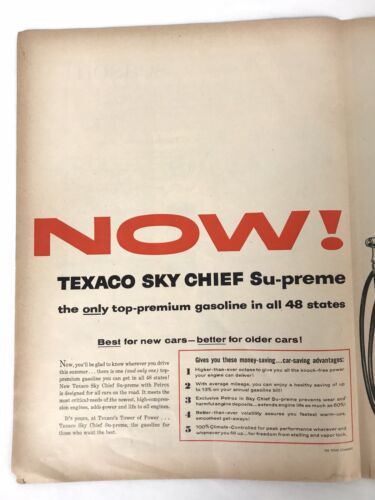 NOW!
TEXACO SKY CHIEF Su-preme
the only top-premium gasoline in all 48 states
Best for new cars—better for older cars!
Now, you'll be glad to know wherever you drive
this summer... there is one (and only one) top-
premium gasoline you can get in all 48 states!
New Texaco Sky Chief Su-preme with Petrox
is designed for all cars on the road. It meets the
most critical needs of the newest, high-compres-
sion engines, adds power and life to all engines.
It's yours, at Texaco's Tower of Power...
Texaco Sky Chief Su-preme, the gasoline for
those who want the best.
Gives you these money-saving...car-saving advantages:
1 Higher-than-ever octane to give you all the knock-free power
your engine can deliver!
2 With average mileage, you can enjoy a healthy saving of up
to 13% on your annual gasoline bill!
3 Exclusive Petrox in Sky Chief Su-preme prevents wear and
harmful engine deposits...extends engine life as much as 60%!
4 Better-than-ever volatility assures you fastest warm-ups,
smoothest get-aways!
5 100% Climate-Controlled for peak performance wherever and
whenever you fill up...for freedom from stalling and vapor lock.
THE TEXAS COMPANY